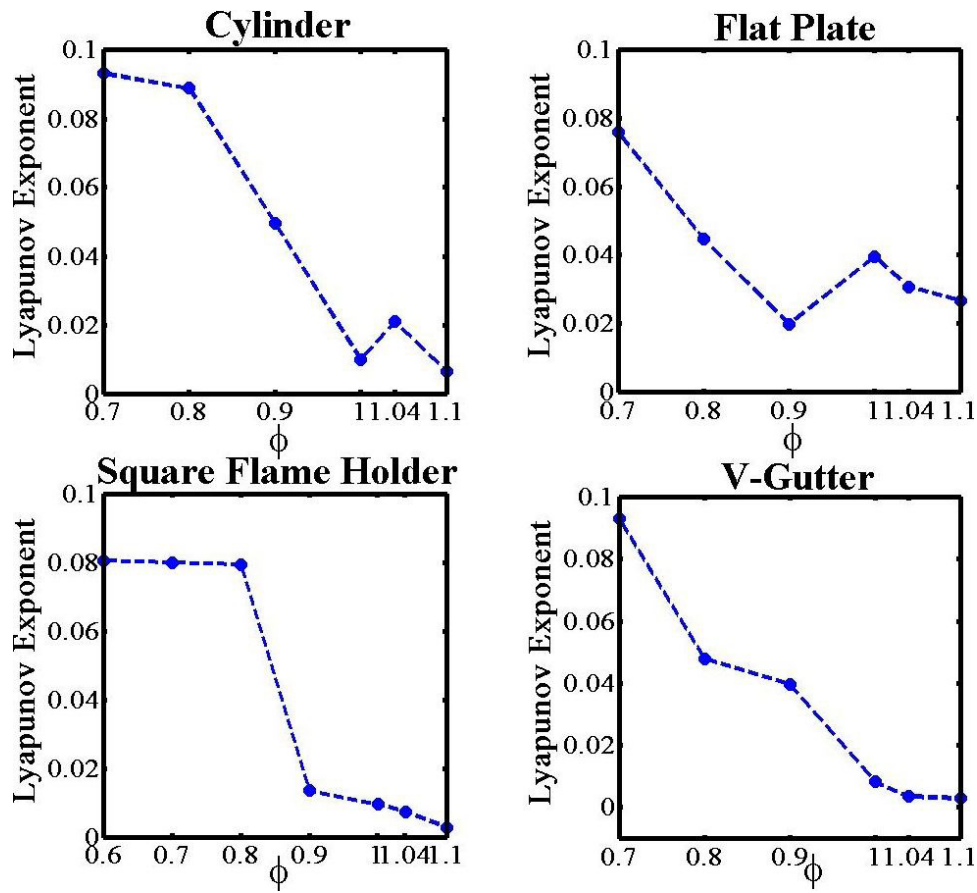 Cylinder
Lyapunov Exponent
0.1
0.08
0.06
0.04
0.02
0
0.7 0.8 0.9 11.04 1.1
ϕ
Flat Plate
Lyapunov Exponent
0.1
0.08
0.06
0.04
0.02
0
0.7 0.8 0.9 11.04 1.1
ϕ
Square Flame Holder
Lyapunov Exponent
0.1
0.08
0.06
0.04
0.02
0
0.6 0.7 0.8 0.9 11.041.1
ϕ
V-Gutter
Lyapunov Exponent
0.1
0.08
0.06
0.04
0.02
0
0.7 0.8 0.9 11.04 1.1
ϕ